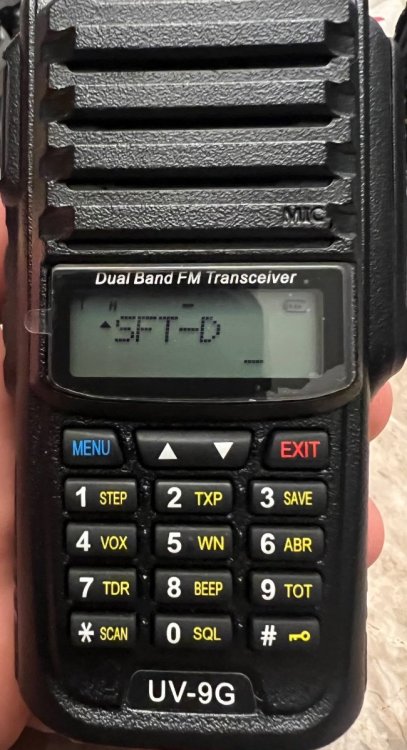 MIC
Dual Band FM Transceiver
SFT-D
MENU EXIT
1 STEP 2 TXP 3 SAVE
4 VOX 5 WN 6 ABR
7 TDR 8 BEEP 9 TOT
* SCAN 0 SQL #
UV-9G